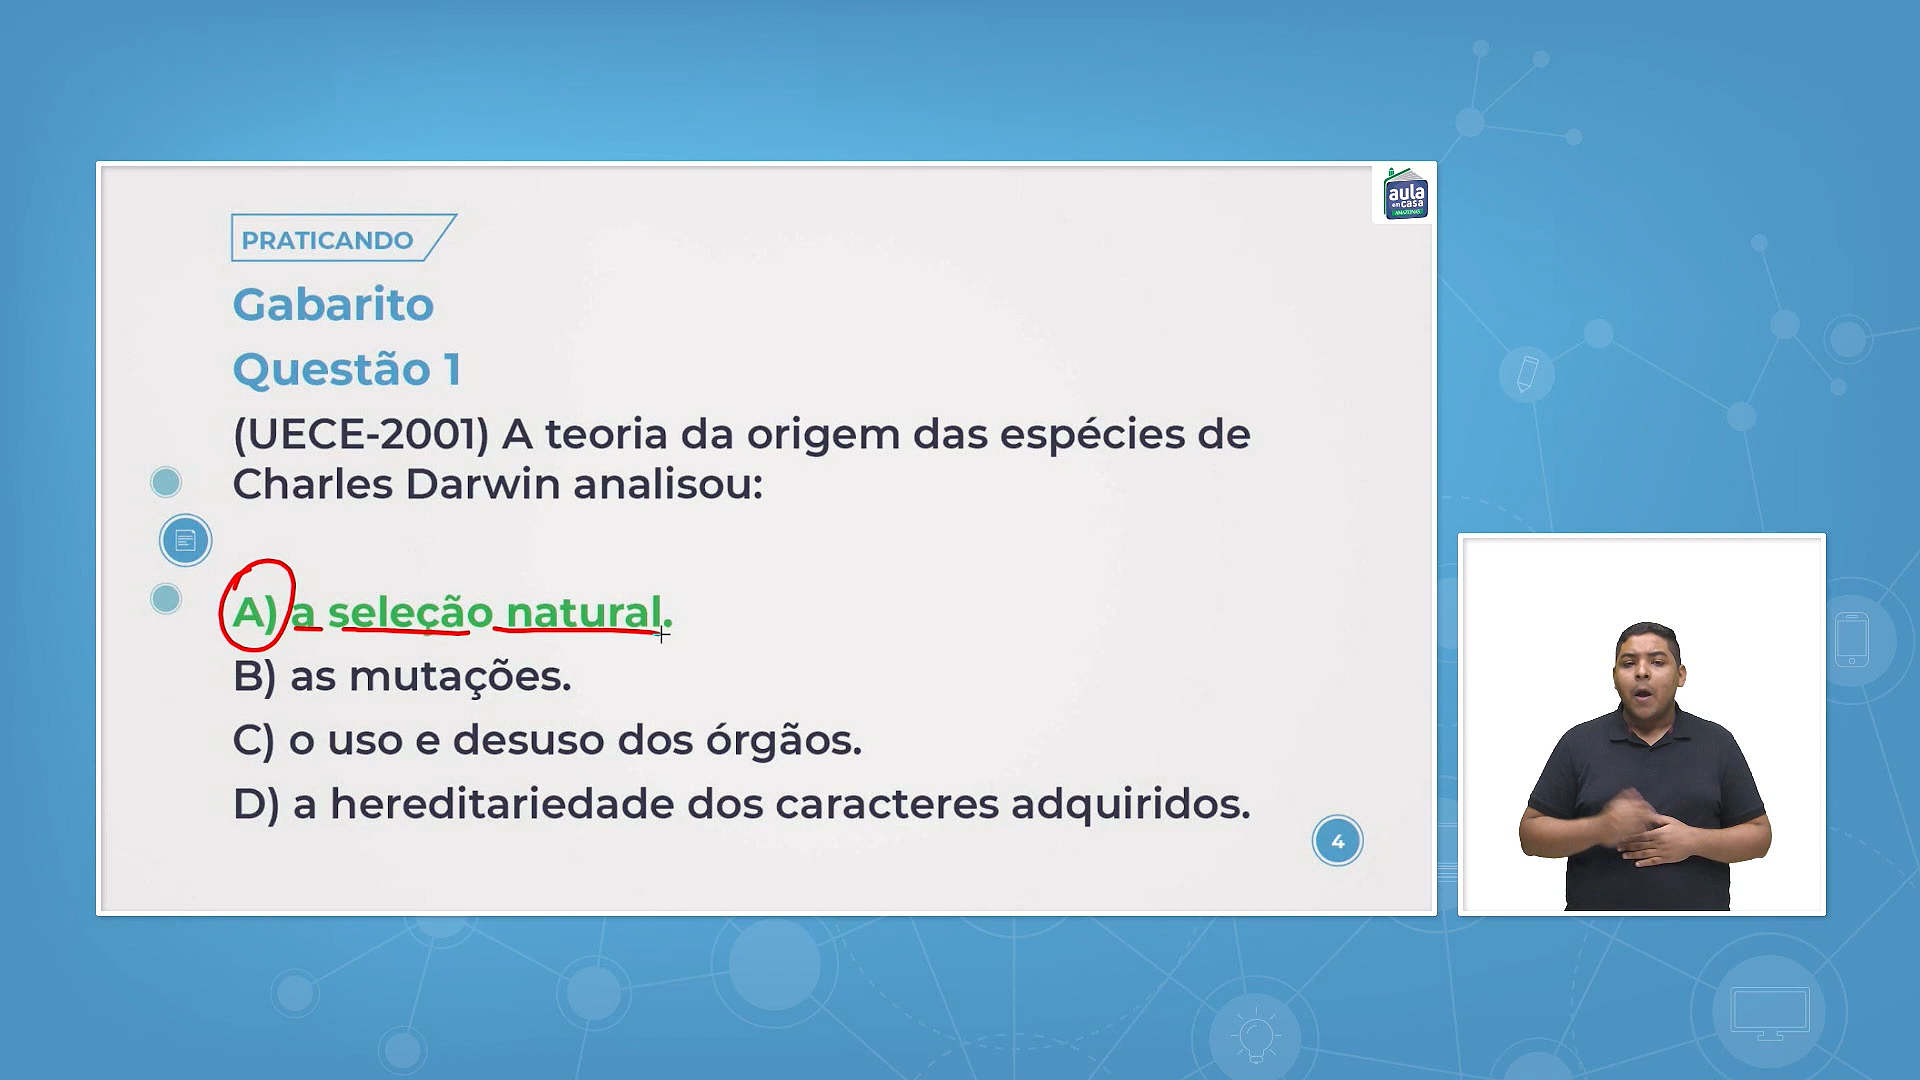 aula
em casa
AMAZONAS
PRATICANDO
Gabarito
Questão 1
(UECE-2001) A teoria da origem das espécies de
Charles Darwin analisou:
A) a seleção natural.
B) as mutações.
C) o uso e desuso dos órgãos.
D) a hereditariedade dos caracteres adquiridos.
4